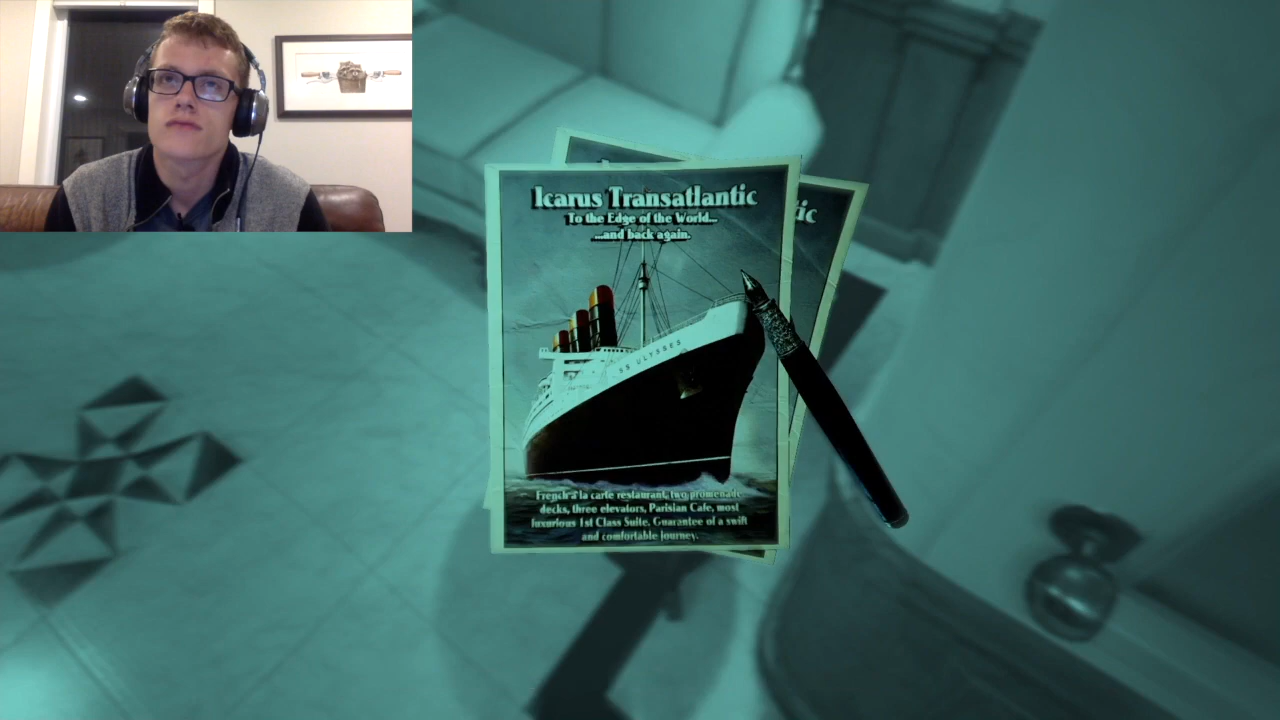 Icarus Transatlantic
To the Edge of the World...
...and back again.
ic
SS ULYSSES
French a la carte restaurant, two promenade
decks, three elevators, Parisian Cafe, most
luxurious 1st Class Suite. Guarantee of a swift
and comfortable journey.